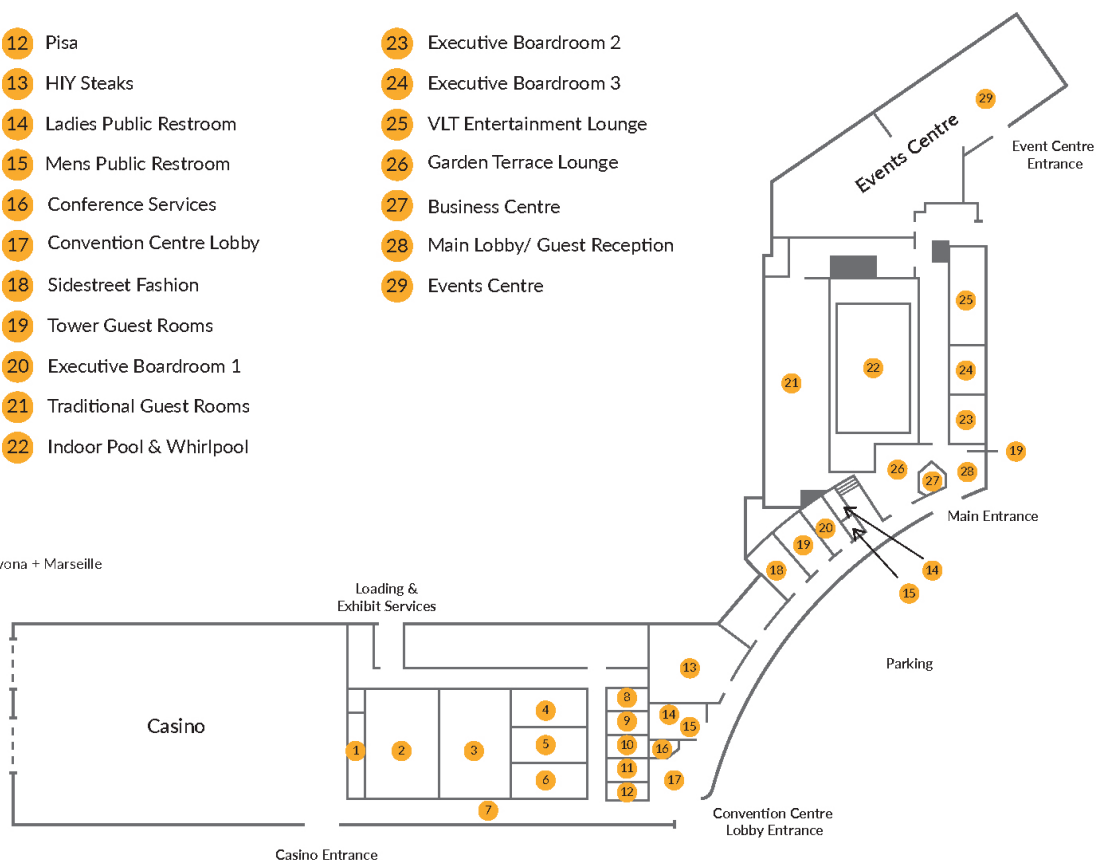 12 Pisa
13 HIY Steaks
14 Ladies Public Restroom
15 Mens Public Restroom
16 Conference Services
17 Convention Centre Lobby
18 Sidestreet Fashion
19 Tower Guest Rooms
20 Executive Boardroom 1
21 Traditional Guest Rooms
22 Indoor Pool & Whirlpool
23 Executive Boardroom 2
24 Executive Boardroom 3
25 VLT Entertainment Lounge
26 Garden Terrace Lounge
27 Business Centre
28 Main Lobby/ Guest Reception
29 Events Centre
29
Events Centre
Event Centre
Entrance
25
22
24
21
23
19
26
28
27
Main Entrance
20
19
18
14
15
+ Marseille
Loading &
Exhibit Services
Parking
13
8
4
14
9
15
Casino
5
10
16
1
2
3
11
6
17
12
7
Convention Centre
Lobby Entrance
Casino Entrance